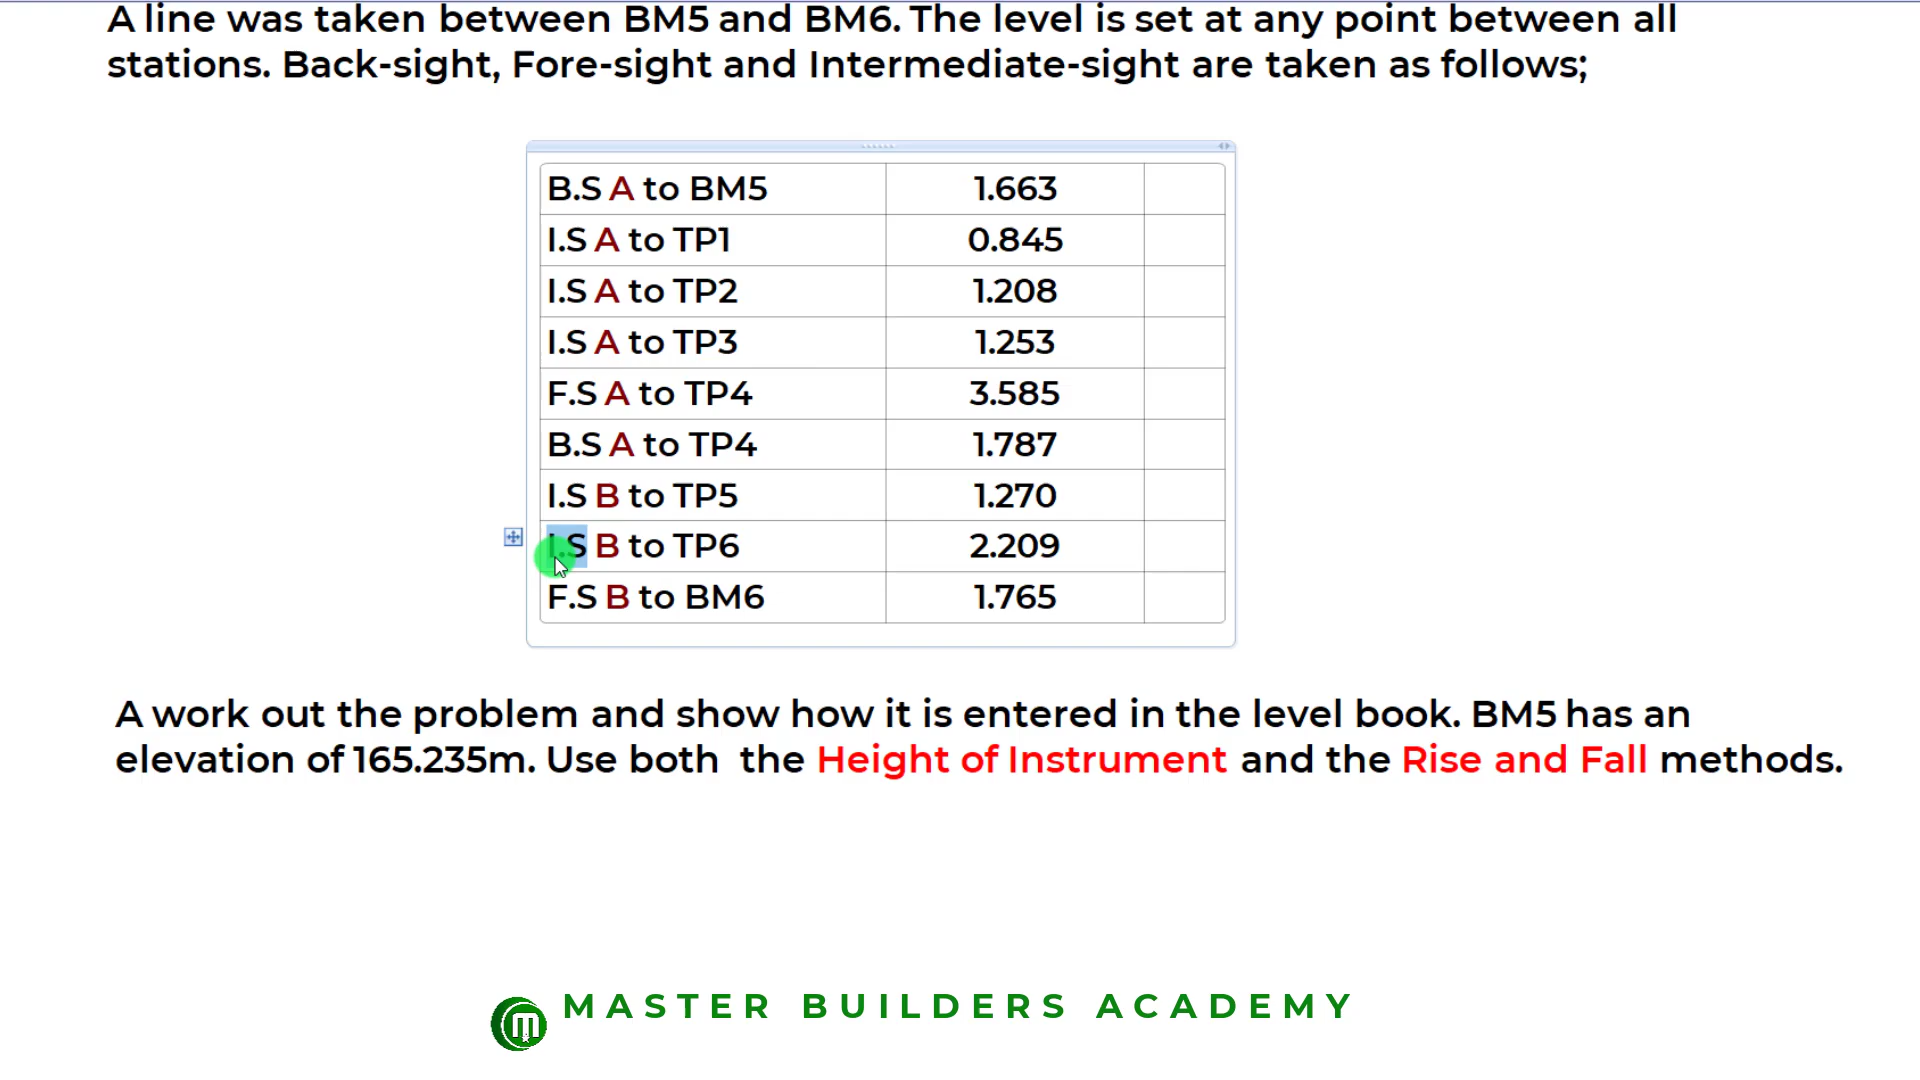 A line was taken between BM5 and BM6. The level is set at any point between all
stations. Back-sight, Fore-sight and Intermediate-sight are taken as follows;
B.S A to BM5 1.663
I.S A to TP1 0.845
I.S A to TP2 1.208
I.S A to TP3 1.253
F.S A to TP4 3.585
B.S A to TP4 1.787
I.S B to TP5 1.270
I.S B to TP6 2.209
F.S B to BM6 1.765
A work out the problem and show how it is entered in the level book. BM5 has an
elevation of 165.235m. Use both the Height of Instrument and the Rise and Fall methods.
MASTER BUILDERS ACADEMY